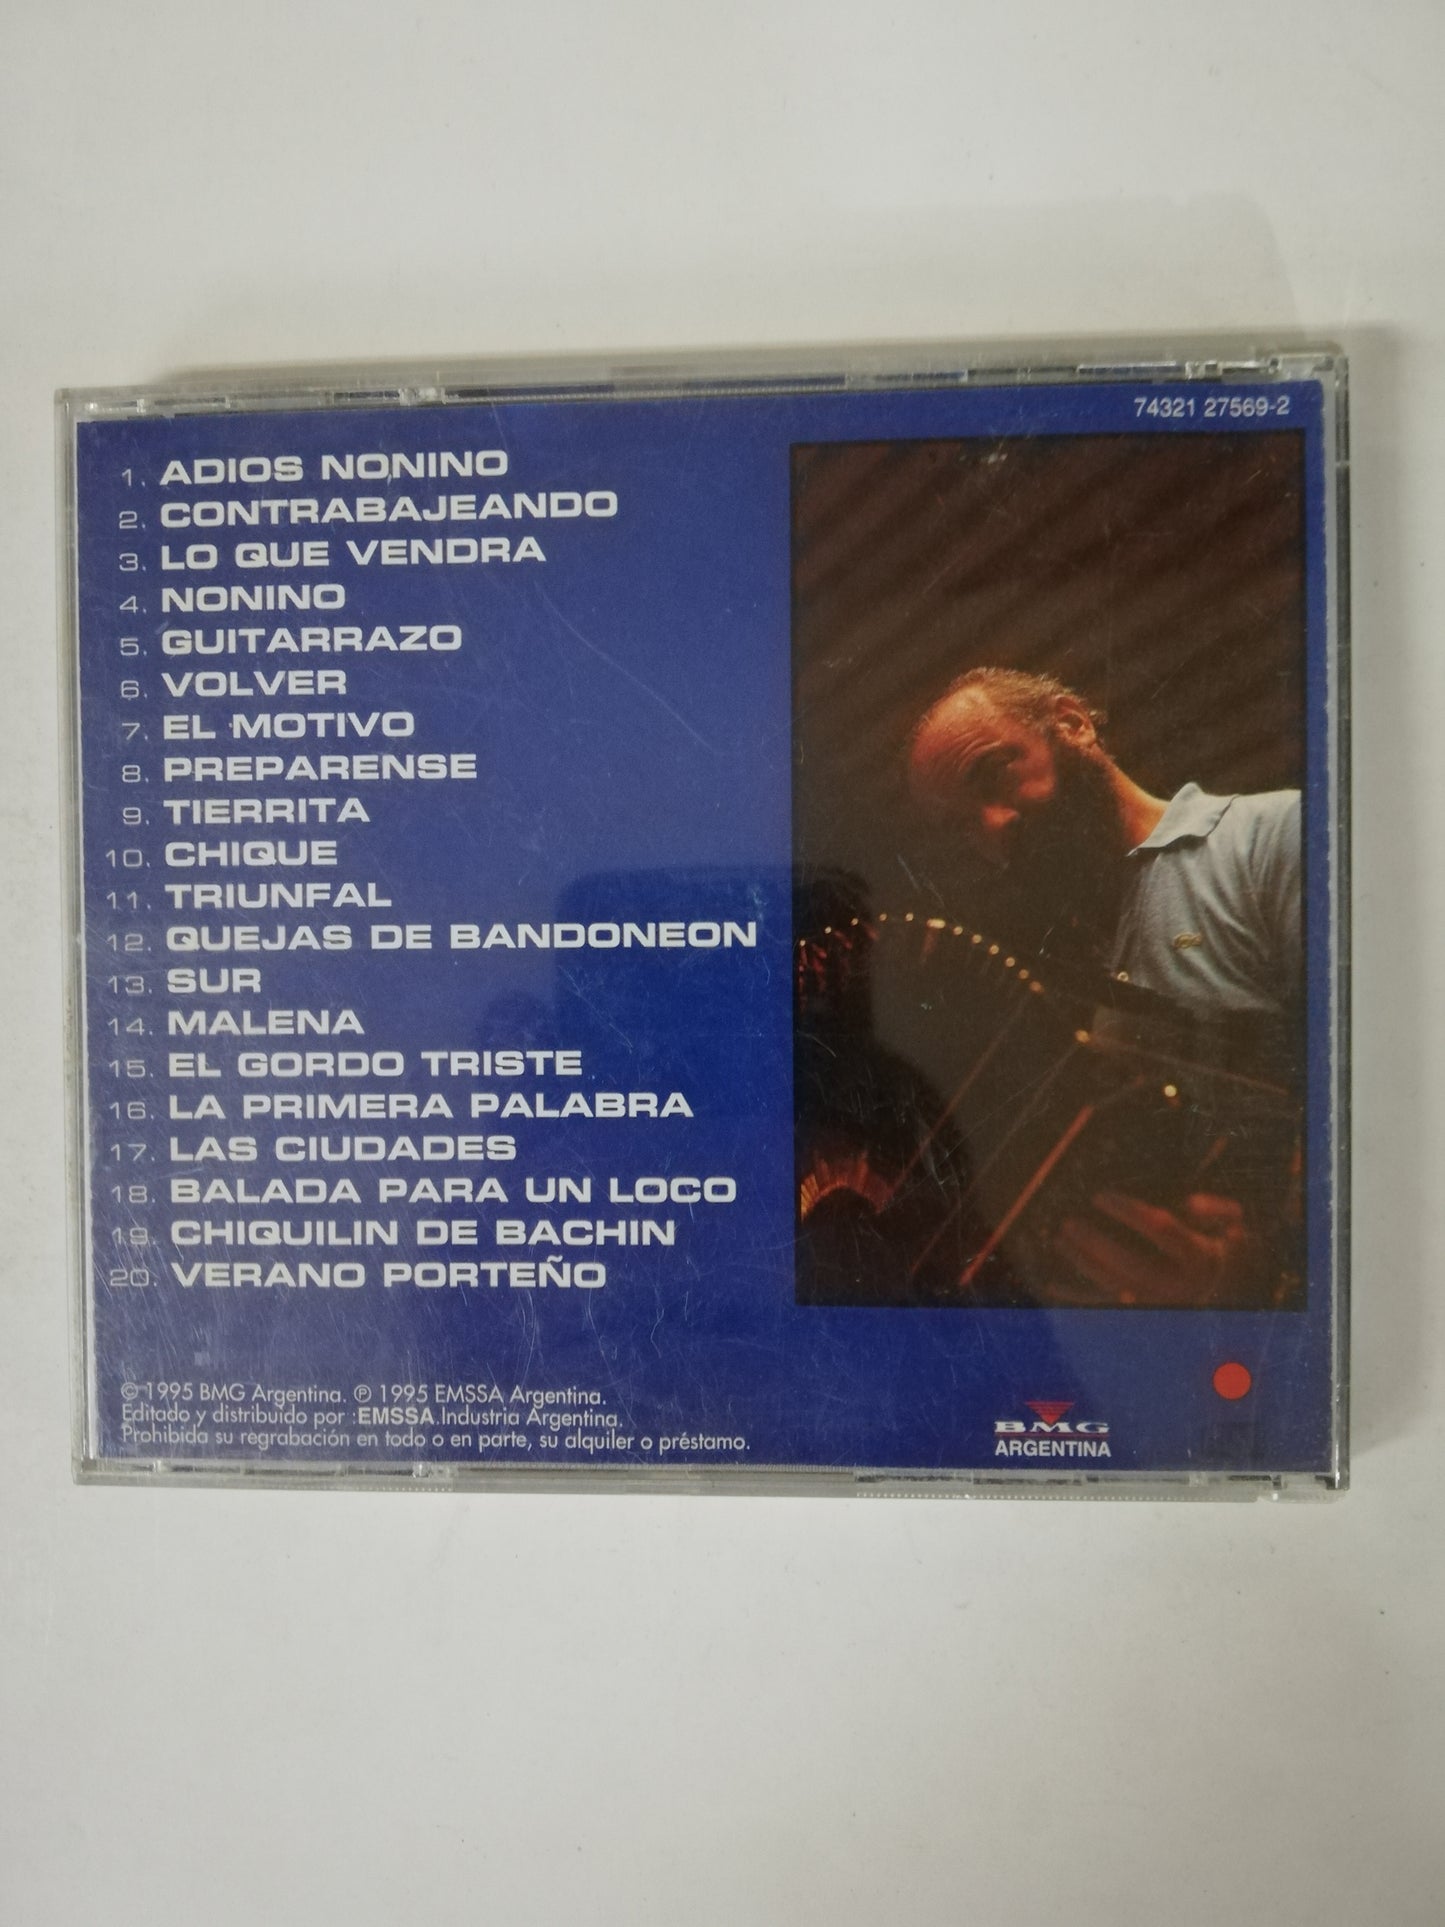 74321 27569-2
1. ADIOS NONINO
2. CONTRABAJEANDO
3. LO QUE VENDRA
4. NONINO
5. GUITARRAZO
6. VOLVER
7. EL MOTIVO
8. PREPARENSE
9. TIERRITA
10. CHIQUE
11. TRIUNFAL
12. QUEJAS DE BANDONEON
13. SUR
14. MALENA
15. EL GORDO TRISTE
16. LA PRIMERA PALABRA
17. LAS CIUDADES
18. BALADA PARA UN LOCO
19. CHIQUILIN DE BACHIN
20. VERANO PORTEÑO
© 1995 BMG Argentina. ℗ 1995 EMSSA Argentina.
Editado y distribuído por :EMSSA.Industria Argentina.
Prohibida su regrabación en todo o en parte, su alquiler o préstamo.
BMG
ARGENTINA